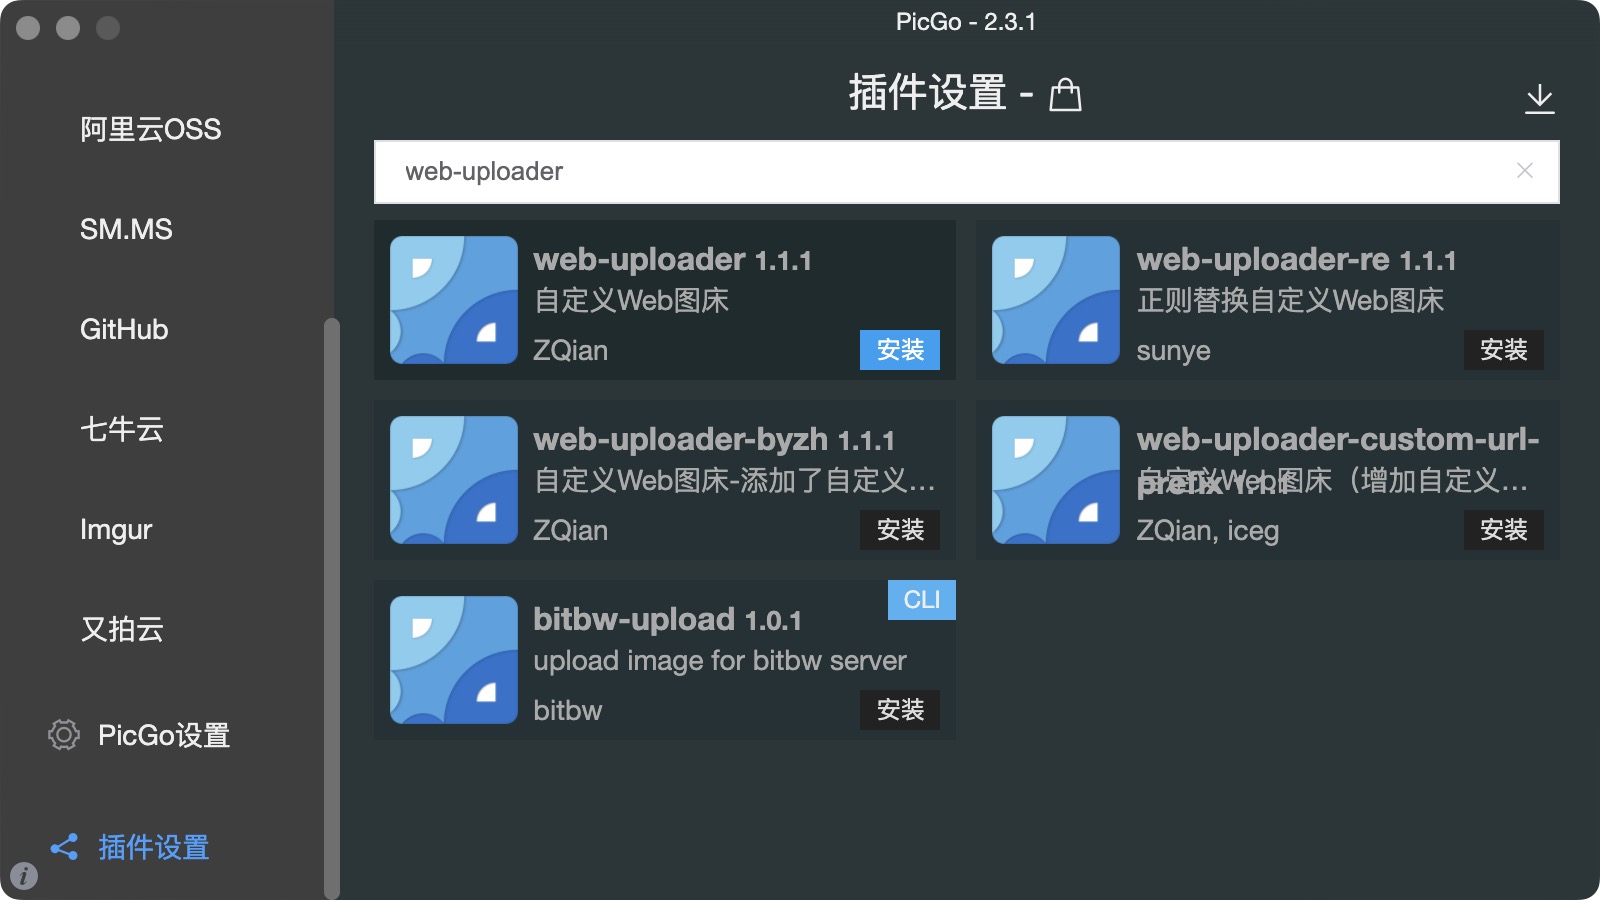 PicGo - 2.3.1
插件设置 -
阿里云OSS
SM.MS
GitHub
七牛云
Imgur
又拍云
PicGo设置
插件设置
web-uploader
web-uploader 1.1.1
自定义Web图床
ZQian
安装
web-uploader-re 1.1.1
正则替换自定义Web图床
sunye
安装
web-uploader-byzh 1.1.1
自定义Web图床-添加了自定义...
ZQian
安装
web-uploader-custom-url-
prefix 1.1.1
自定义Web图床（增加自定义...
ZQian, iceg
安装
CLI
bitbw-upload 1.0.1
upload image for bitbw server
bitbw
安装